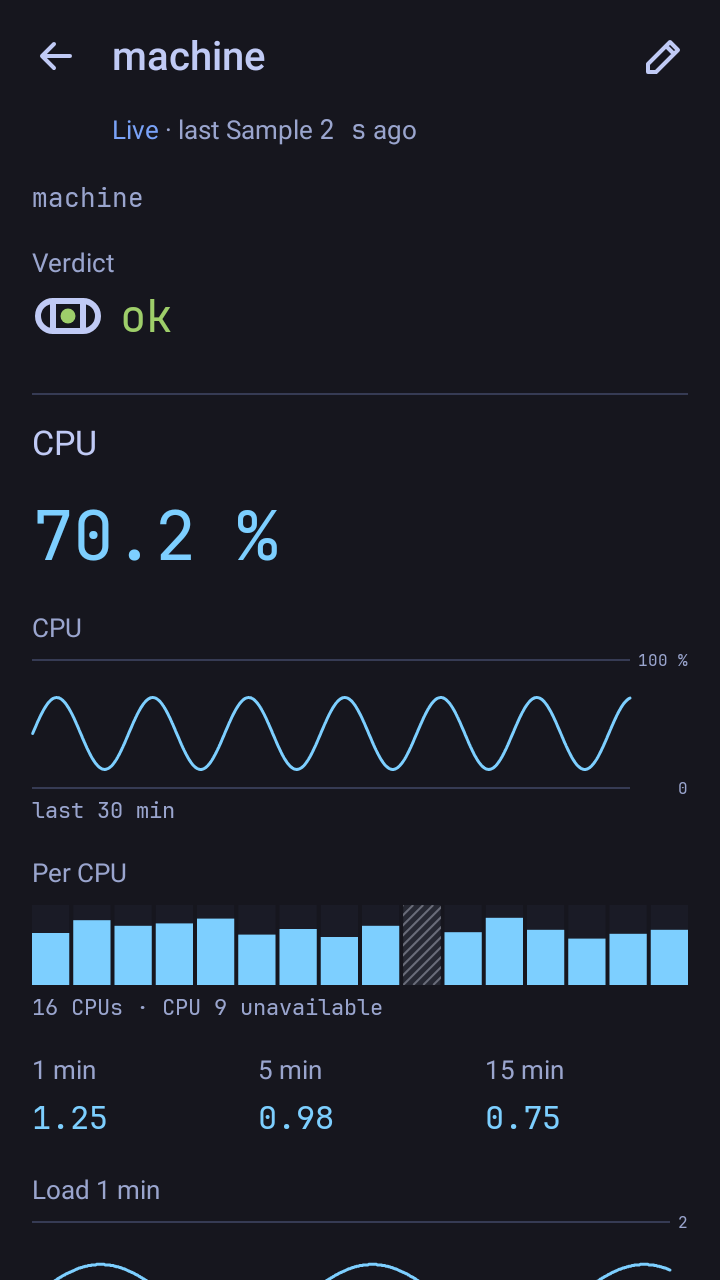 machine
Live · last Sample 2 s ago
machine
Verdict
ok
CPU
70.2 %
CPU
100 %
0
last 30 min
Per CPU
16 CPUs · CPU 9 unavailable
1 min 5 min 15 min
1.25 0.98 0.75
Load 1 min
2